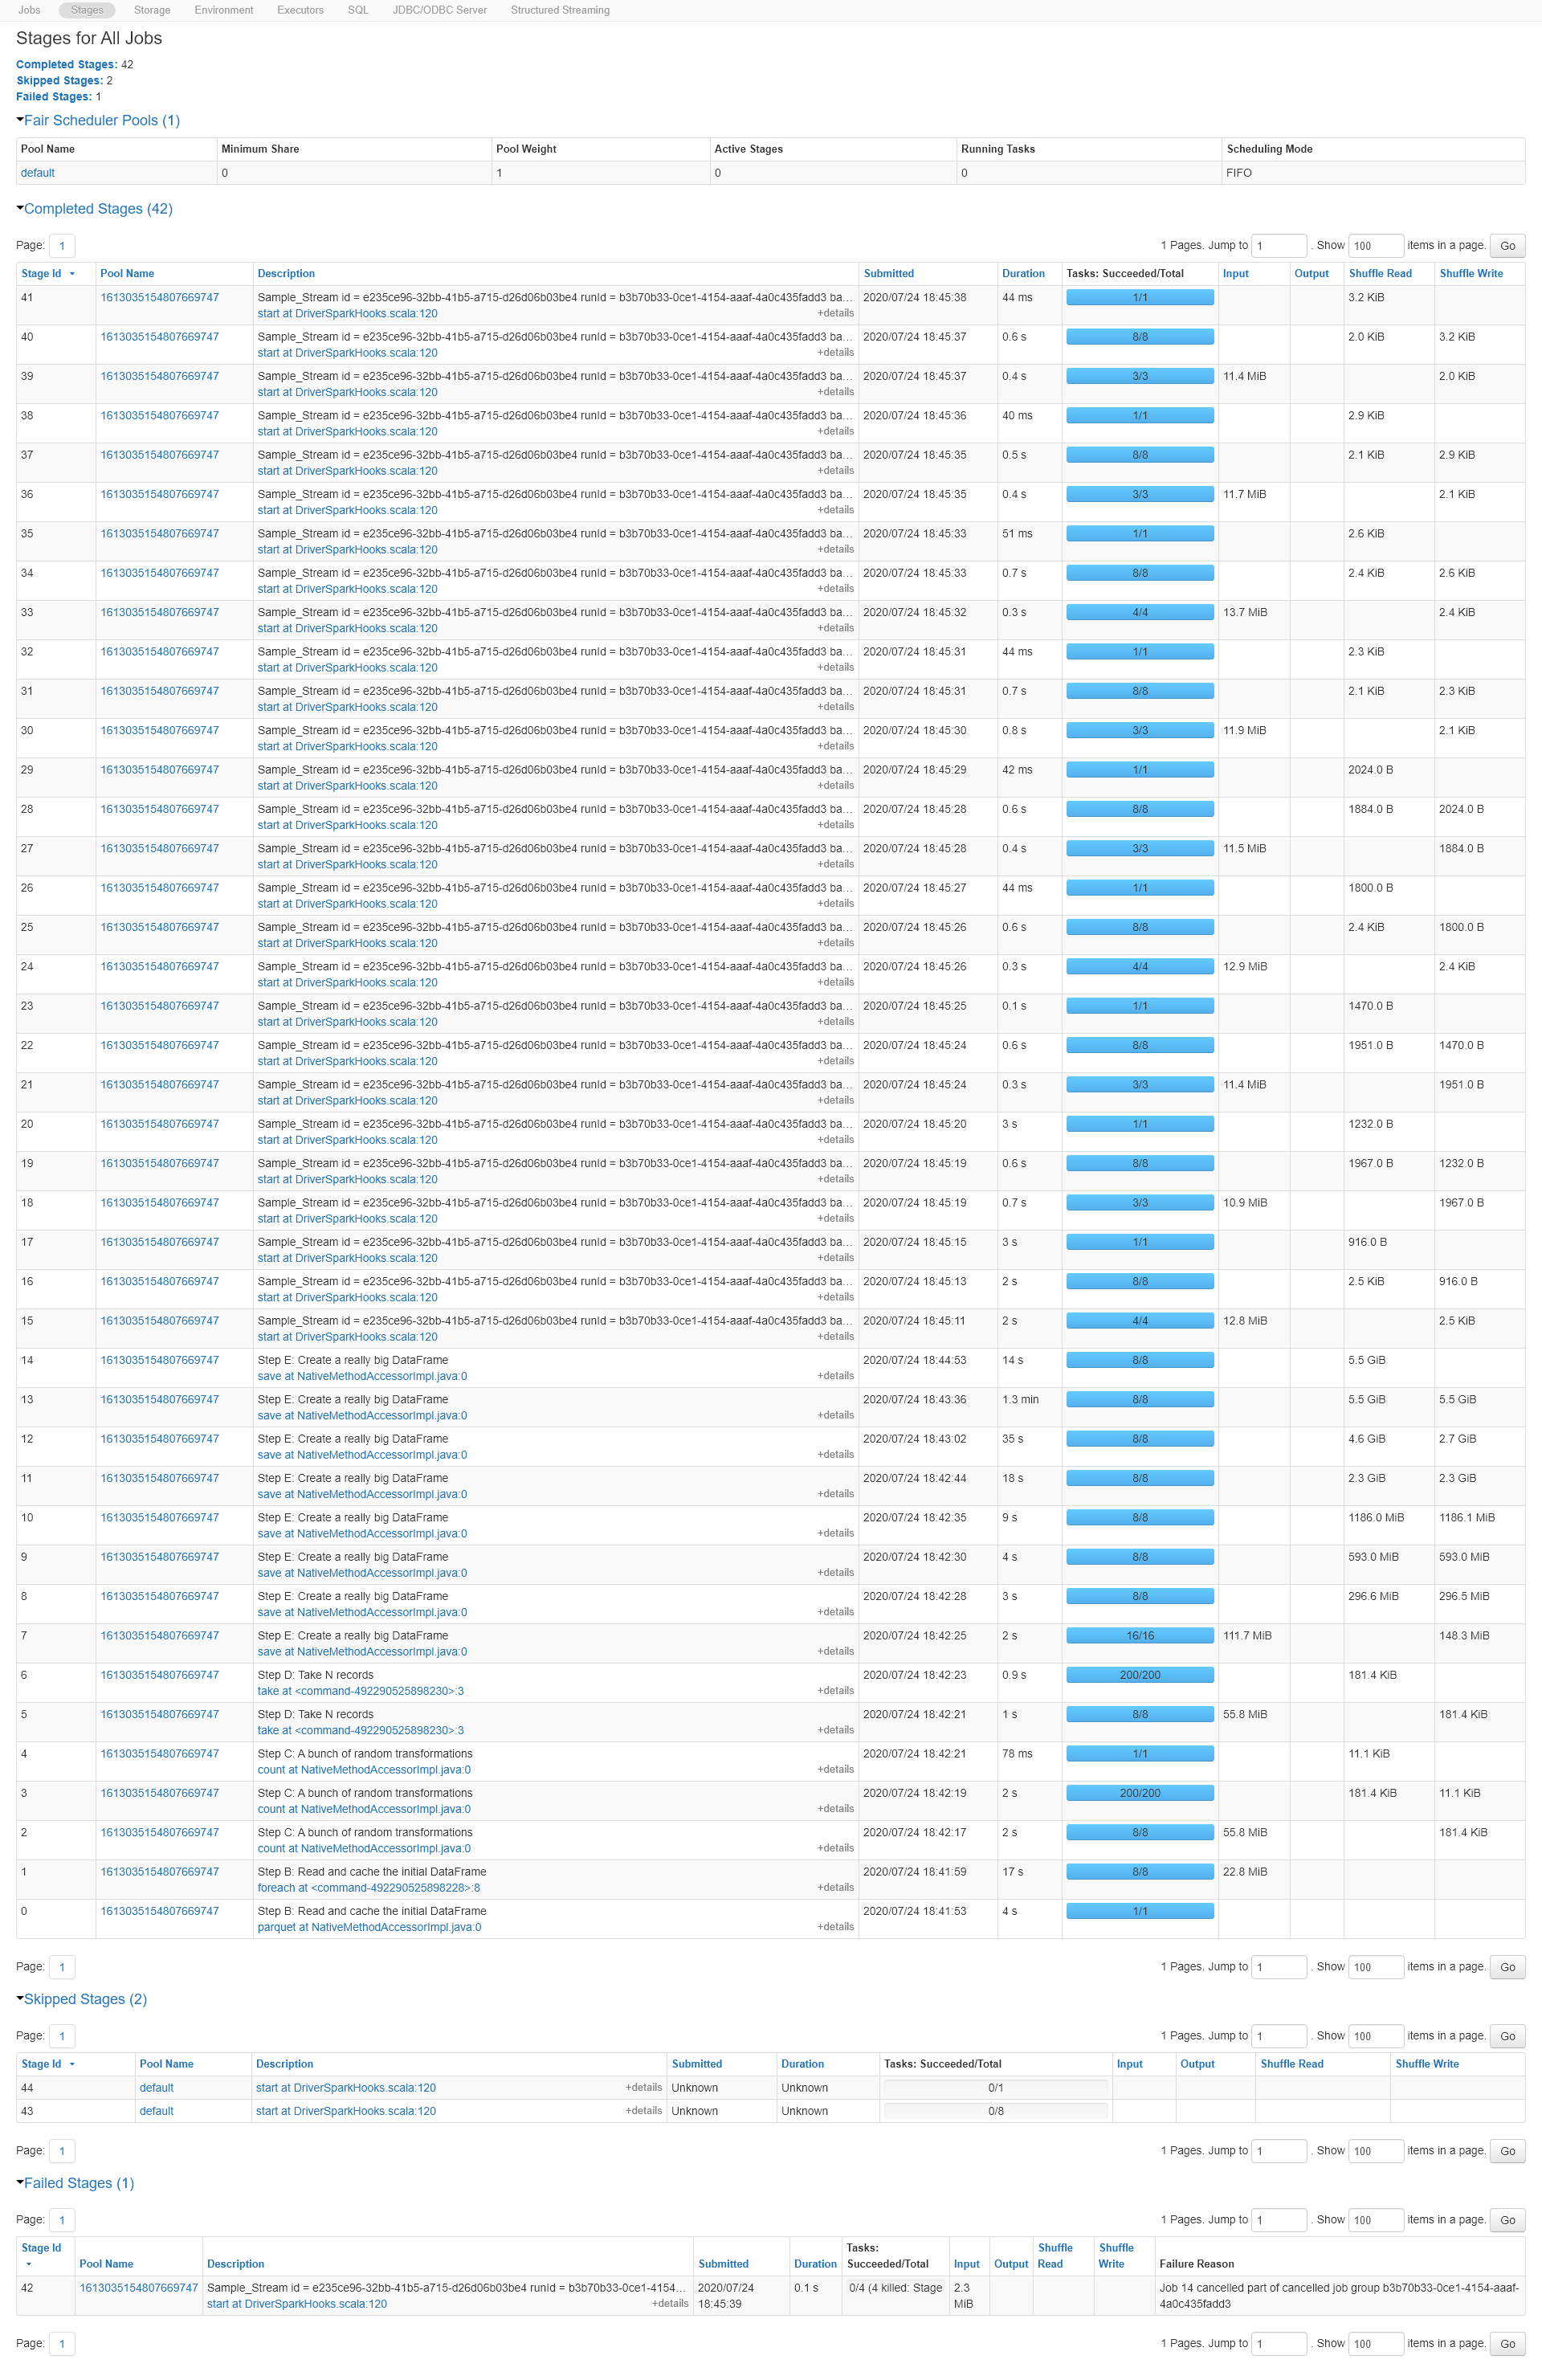 Jobs Stages Storage Environment Executors SQL JDBC/ODBC Server Structured Streaming
Stages for All Jobs
Completed Stages: 42
Skipped Stages: 2
Failed Stages: 1
Fair Scheduler Pools (1)
Pool Name Minimum Share Pool Weight Active Stages Running Tasks Scheduling Mode
default 0 1 0 0 FIFO
Completed Stages (42)
Page: 1 1 Pages. Jump to 1 . Show 100 items in a page. Go
Stage Id Pool Name Description Submitted Duration Tasks: Succeeded/Total Input Output Shuffle Read Shuffle Write
41 1613035154807669747 Sample_Stream id = e235ce96-32bb-41b5-a715-d26d06b03be4 runId = b3b70b33-0ce1-4154-aaaf-4a0c435fadd3 ba... 2020/07/24 18:45:38 44 ms 1/1 3.2 KiB
start at DriverSparkHooks.scala:120 +details
40 1613035154807669747 Sample_Stream id = e235ce96-32bb-41b5-a715-d26d06b03be4 runId = b3b70b33-0ce1-4154-aaaf-4a0c435fadd3 ba... 2020/07/24 18:45:37 0.6 s 8/8 2.0 KiB 3.2 KiB
start at DriverSparkHooks.scala:120 +details
39 1613035154807669747 Sample_Stream id = e235ce96-32bb-41b5-a715-d26d06b03be4 runId = b3b70b33-0ce1-4154-aaaf-4a0c435fadd3 ba... 2020/07/24 18:45:37 0.4 s 3/3 11.4 MiB 2.0 KiB
start at DriverSparkHooks.scala:120 +details
38 1613035154807669747 Sample_Stream id = e235ce96-32bb-41b5-a715-d26d06b03be4 runId = b3b70b33-0ce1-4154-aaaf-4a0c435fadd3 ba... 2020/07/24 18:45:36 40 ms 1/1 2.9 KiB
start at DriverSparkHooks.scala:120 +details
37 1613035154807669747 Sample_Stream id = e235ce96-32bb-41b5-a715-d26d06b03be4 runId = b3b70b33-0ce1-4154-aaaf-4a0c435fadd3 ba... 2020/07/24 18:45:35 0.5 s 8/8 2.1 KiB 2.9 KiB
start at DriverSparkHooks.scala:120 +details
36 1613035154807669747 Sample_Stream id = e235ce96-32bb-41b5-a715-d26d06b03be4 runId = b3b70b33-0ce1-4154-aaaf-4a0c435fadd3 ba... 2020/07/24 18:45:35 0.4 s 3/3 11.7 MiB 2.1 KiB
start at DriverSparkHooks.scala:120 +details
35 1613035154807669747 Sample_Stream id = e235ce96-32bb-41b5-a715-d26d06b03be4 runId = b3b70b33-0ce1-4154-aaaf-4a0c435fadd3 ba... 2020/07/24 18:45:33 51 ms 1/1 2.6 KiB
start at DriverSparkHooks.scala:120 +details
34 1613035154807669747 Sample_Stream id = e235ce96-32bb-41b5-a715-d26d06b03be4 runId = b3b70b33-0ce1-4154-aaaf-4a0c435fadd3 ba... 2020/07/24 18:45:33 0.7 s 8/8 2.4 KiB 2.6 KiB
start at DriverSparkHooks.scala:120 +details
33 1613035154807669747 Sample_Stream id = e235ce96-32bb-41b5-a715-d26d06b03be4 runId = b3b70b33-0ce1-4154-aaaf-4a0c435fadd3 ba... 2020/07/24 18:45:32 0.3 s 4/4 13.7 MiB 2.4 KiB
start at DriverSparkHooks.scala:120 +details
32 1613035154807669747 Sample_Stream id = e235ce96-32bb-41b5-a715-d26d06b03be4 runId = b3b70b33-0ce1-4154-aaaf-4a0c435fadd3 ba... 2020/07/24 18:45:31 44 ms 1/1 2.3 KiB
start at DriverSparkHooks.scala:120 +details
31 1613035154807669747 Sample_Stream id = e235ce96-32bb-41b5-a715-d26d06b03be4 runId = b3b70b33-0ce1-4154-aaaf-4a0c435fadd3 ba... 2020/07/24 18:45:31 0.7 s 8/8 2.1 KiB 2.3 KiB
start at DriverSparkHooks.scala:120 +details
30 1613035154807669747 Sample_Stream id = e235ce96-32bb-41b5-a715-d26d06b03be4 runId = b3b70b33-0ce1-4154-aaaf-4a0c435fadd3 ba... 2020/07/24 18:45:30 0.8 s 3/3 11.9 MiB 2.1 KiB
start at DriverSparkHooks.scala:120 +details
29 1613035154807669747 Sample_Stream id = e235ce96-32bb-41b5-a715-d26d06b03be4 runId = b3b70b33-0ce1-4154-aaaf-4a0c435fadd3 ba... 2020/07/24 18:45:29 42 ms 1/1 2024.0 B
start at DriverSparkHooks.scala:120 +details
28 1613035154807669747 Sample_Stream id = e235ce96-32bb-41b5-a715-d26d06b03be4 runId = b3b70b33-0ce1-4154-aaaf-4a0c435fadd3 ba... 2020/07/24 18:45:28 0.6 s 8/8 1884.0 B 2024.0 B
start at DriverSparkHooks.scala:120 +details
27 1613035154807669747 Sample_Stream id = e235ce96-32bb-41b5-a715-d26d06b03be4 runId = b3b70b33-0ce1-4154-aaaf-4a0c435fadd3 ba... 2020/07/24 18:45:28 0.4 s 3/3 11.5 MiB 1884.0 B
start at DriverSparkHooks.scala:120 +details
26 1613035154807669747 Sample_Stream id = e235ce96-32bb-41b5-a715-d26d06b03be4 runId = b3b70b33-0ce1-4154-aaaf-4a0c435fadd3 ba... 2020/07/24 18:45:27 44 ms 1/1 1800.0 B
start at DriverSparkHooks.scala:120 +details
25 1613035154807669747 Sample_Stream id = e235ce96-32bb-41b5-a715-d26d06b03be4 runId = b3b70b33-0ce1-4154-aaaf-4a0c435fadd3 ba... 2020/07/24 18:45:26 0.6 s 8/8 2.4 KiB 1800.0 B
start at DriverSparkHooks.scala:120 +details
24 1613035154807669747 Sample_Stream id = e235ce96-32bb-41b5-a715-d26d06b03be4 runId = b3b70b33-0ce1-4154-aaaf-4a0c435fadd3 ba... 2020/07/24 18:45:26 0.3 s 4/4 12.9 MiB 2.4 KiB
start at DriverSparkHooks.scala:120 +details
23 1613035154807669747 Sample_Stream id = e235ce96-32bb-41b5-a715-d26d06b03be4 runId = b3b70b33-0ce1-4154-aaaf-4a0c435fadd3 ba... 2020/07/24 18:45:25 0.1 s 1/1 1470.0 B
start at DriverSparkHooks.scala:120 +details
22 1613035154807669747 Sample_Stream id = e235ce96-32bb-41b5-a715-d26d06b03be4 runId = b3b70b33-0ce1-4154-aaaf-4a0c435fadd3 ba... 2020/07/24 18:45:24 0.6 s 8/8 1951.0 B 1470.0 B
start at DriverSparkHooks.scala:120 +details
21 1613035154807669747 Sample_Stream id = e235ce96-32bb-41b5-a715-d26d06b03be4 runId = b3b70b33-0ce1-4154-aaaf-4a0c435fadd3 ba... 2020/07/24 18:45:24 0.3 s 3/3 11.4 MiB 1951.0 B
start at DriverSparkHooks.scala:120 +details
20 1613035154807669747 Sample_Stream id = e235ce96-32bb-41b5-a715-d26d06b03be4 runId = b3b70b33-0ce1-4154-aaaf-4a0c435fadd3 ba... 2020/07/24 18:45:20 3 s 1/1 1232.0 B
start at DriverSparkHooks.scala:120 +details
19 1613035154807669747 Sample_Stream id = e235ce96-32bb-41b5-a715-d26d06b03be4 runId = b3b70b33-0ce1-4154-aaaf-4a0c435fadd3 ba... 2020/07/24 18:45:19 0.6 s 8/8 1967.0 B 1232.0 B
start at DriverSparkHooks.scala:120 +details
18 1613035154807669747 Sample_Stream id = e235ce96-32bb-41b5-a715-d26d06b03be4 runId = b3b70b33-0ce1-4154-aaaf-4a0c435fadd3 ba... 2020/07/24 18:45:19 0.7 s 3/3 10.9 MiB 1967.0 B
start at DriverSparkHooks.scala:120 +details
17 1613035154807669747 Sample_Stream id = e235ce96-32bb-41b5-a715-d26d06b03be4 runId = b3b70b33-0ce1-4154-aaaf-4a0c435fadd3 ba... 2020/07/24 18:45:15 3 s 1/1 916.0 B
start at DriverSparkHooks.scala:120 +details
16 1613035154807669747 Sample_Stream id = e235ce96-32bb-41b5-a715-d26d06b03be4 runId = b3b70b33-0ce1-4154-aaaf-4a0c435fadd3 ba... 2020/07/24 18:45:13 2 s 8/8 2.5 KiB 916.0 B
start at DriverSparkHooks.scala:120 +details
15 1613035154807669747 Sample_Stream id = e235ce96-32bb-41b5-a715-d26d06b03be4 runId = b3b70b33-0ce1-4154-aaaf-4a0c435fadd3 ba... 2020/07/24 18:45:11 2 s 4/4 12.8 MiB 2.5 KiB
start at DriverSparkHooks.scala:120 +details
14 1613035154807669747 Step E: Create a really big DataFrame 2020/07/24 18:44:53 14 s 8/8 5.5 GiB
save at NativeMethodAccessorImpl.java:0 +details
13 1613035154807669747 Step E: Create a really big DataFrame 2020/07/24 18:43:36 1.3 min 8/8 5.5 GiB 5.5 GiB
save at NativeMethodAccessorImpl.java:0 +details
12 1613035154807669747 Step E: Create a really big DataFrame 2020/07/24 18:43:02 35 s 8/8 4.6 GiB 2.7 GiB
save at NativeMethodAccessorImpl.java:0 +details
11 1613035154807669747 Step E: Create a really big DataFrame 2020/07/24 18:42:44 18 s 8/8 2.3 GiB 2.3 GiB
save at NativeMethodAccessorImpl.java:0 +details
10 1613035154807669747 Step E: Create a really big DataFrame 2020/07/24 18:42:35 9 s 8/8 1186.0 MiB 1186.1 MiB
save at NativeMethodAccessorImpl.java:0 +details
9 1613035154807669747 Step E: Create a really big DataFrame 2020/07/24 18:42:30 4 s 8/8 593.0 MiB 593.0 MiB
save at NativeMethodAccessorImpl.java:0 +details
8 1613035154807669747 Step E: Create a really big DataFrame 2020/07/24 18:42:28 3 s 8/8 296.6 MiB 296.5 MiB
save at NativeMethodAccessorImpl.java:0 +details
7 1613035154807669747 Step E: Create a really big DataFrame 2020/07/24 18:42:25 2 s 16/16 111.7 MiB 148.3 MiB
save at NativeMethodAccessorImpl.java:0 +details
6 1613035154807669747 Step D: Take N records 2020/07/24 18:42:23 0.9 s 200/200 181.4 KiB
take at <command-492290525898230>:3 +details
5 1613035154807669747 Step D: Take N records 2020/07/24 18:42:21 1 s 8/8 55.8 MiB 181.4 KiB
take at <command-492290525898230>:3 +details
4 1613035154807669747 Step C: A bunch of random transformations 2020/07/24 18:42:21 78 ms 1/1 11.1 KiB
count at NativeMethodAccessorImpl.java:0 +details
3 1613035154807669747 Step C: A bunch of random transformations 2020/07/24 18:42:19 2 s 200/200 181.4 KiB 11.1 KiB
count at NativeMethodAccessorImpl.java:0 +details
2 1613035154807669747 Step C: A bunch of random transformations 2020/07/24 18:42:17 2 s 8/8 55.8 MiB 181.4 KiB
count at NativeMethodAccessorImpl.java:0 +details
1 1613035154807669747 Step B: Read and cache the initial DataFrame 2020/07/24 18:41:59 17 s 8/8 22.8 MiB
foreach at <command-492290525898228>:8 +details
0 1613035154807669747 Step B: Read and cache the initial DataFrame 2020/07/24 18:41:53 4 s 1/1
parquet at NativeMethodAccessorImpl.java:0 +details
Page: 1 1 Pages. Jump to 1 . Show 100 items in a page. Go
Skipped Stages (2)
Page: 1 1 Pages. Jump to 1 . Show 100 items in a page. Go
Stage Id Pool Name Description Submitted Duration Tasks: Succeeded/Total Input Output Shuffle Read Shuffle Write
44 default start at DriverSparkHooks.scala:120 +details Unknown Unknown 0/1
43 default start at DriverSparkHooks.scala:120 +details Unknown Unknown 0/8
Page: 1 1 Pages. Jump to 1 . Show 100 items in a page. Go
Failed Stages (1)
Page: 1 1 Pages. Jump to 1 . Show 100 items in a page. Go
Stage Id Tasks: Shuffle Shuffle
Pool Name Description Submitted Duration Succeeded/Total Input Output Read Write Failure Reason
42 1613035154807669747 Sample_Stream id = e235ce96-32bb-41b5-a715-d26d06b03be4 runId = b3b70b33-0ce1-4154... 2020/07/24 0.1 s 0/4 (4 killed: Stage 2.3 Job 14 cancelled part of cancelled job group b3b70b33-0ce1-4154-aaaf-
start at DriverSparkHooks.scala:120 +details 18:45:39 MiB 4a0c435fadd3
Page: 1 1 Pages. Jump to 1 . Show 100 items in a page. Go